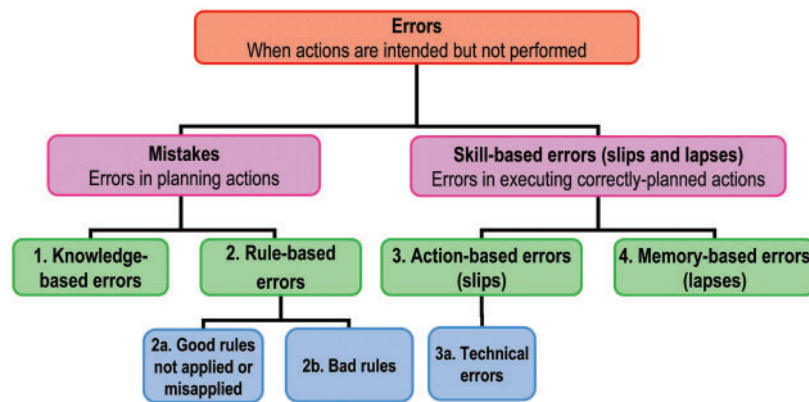 Errors
When actions are intended but not performed
Mistakes
Errors in planning actions
Skill-based errors (slips and lapses)
Errors in executing correctly-planned actions
1. Knowledge-
based errors
2. Rule-based
errors
3. Action-based errors
(slips)
4. Memory-based errors
(lapses)
2a. Good rules
not applied or
misapplied
2b. Bad rules
3a. Technical
errors